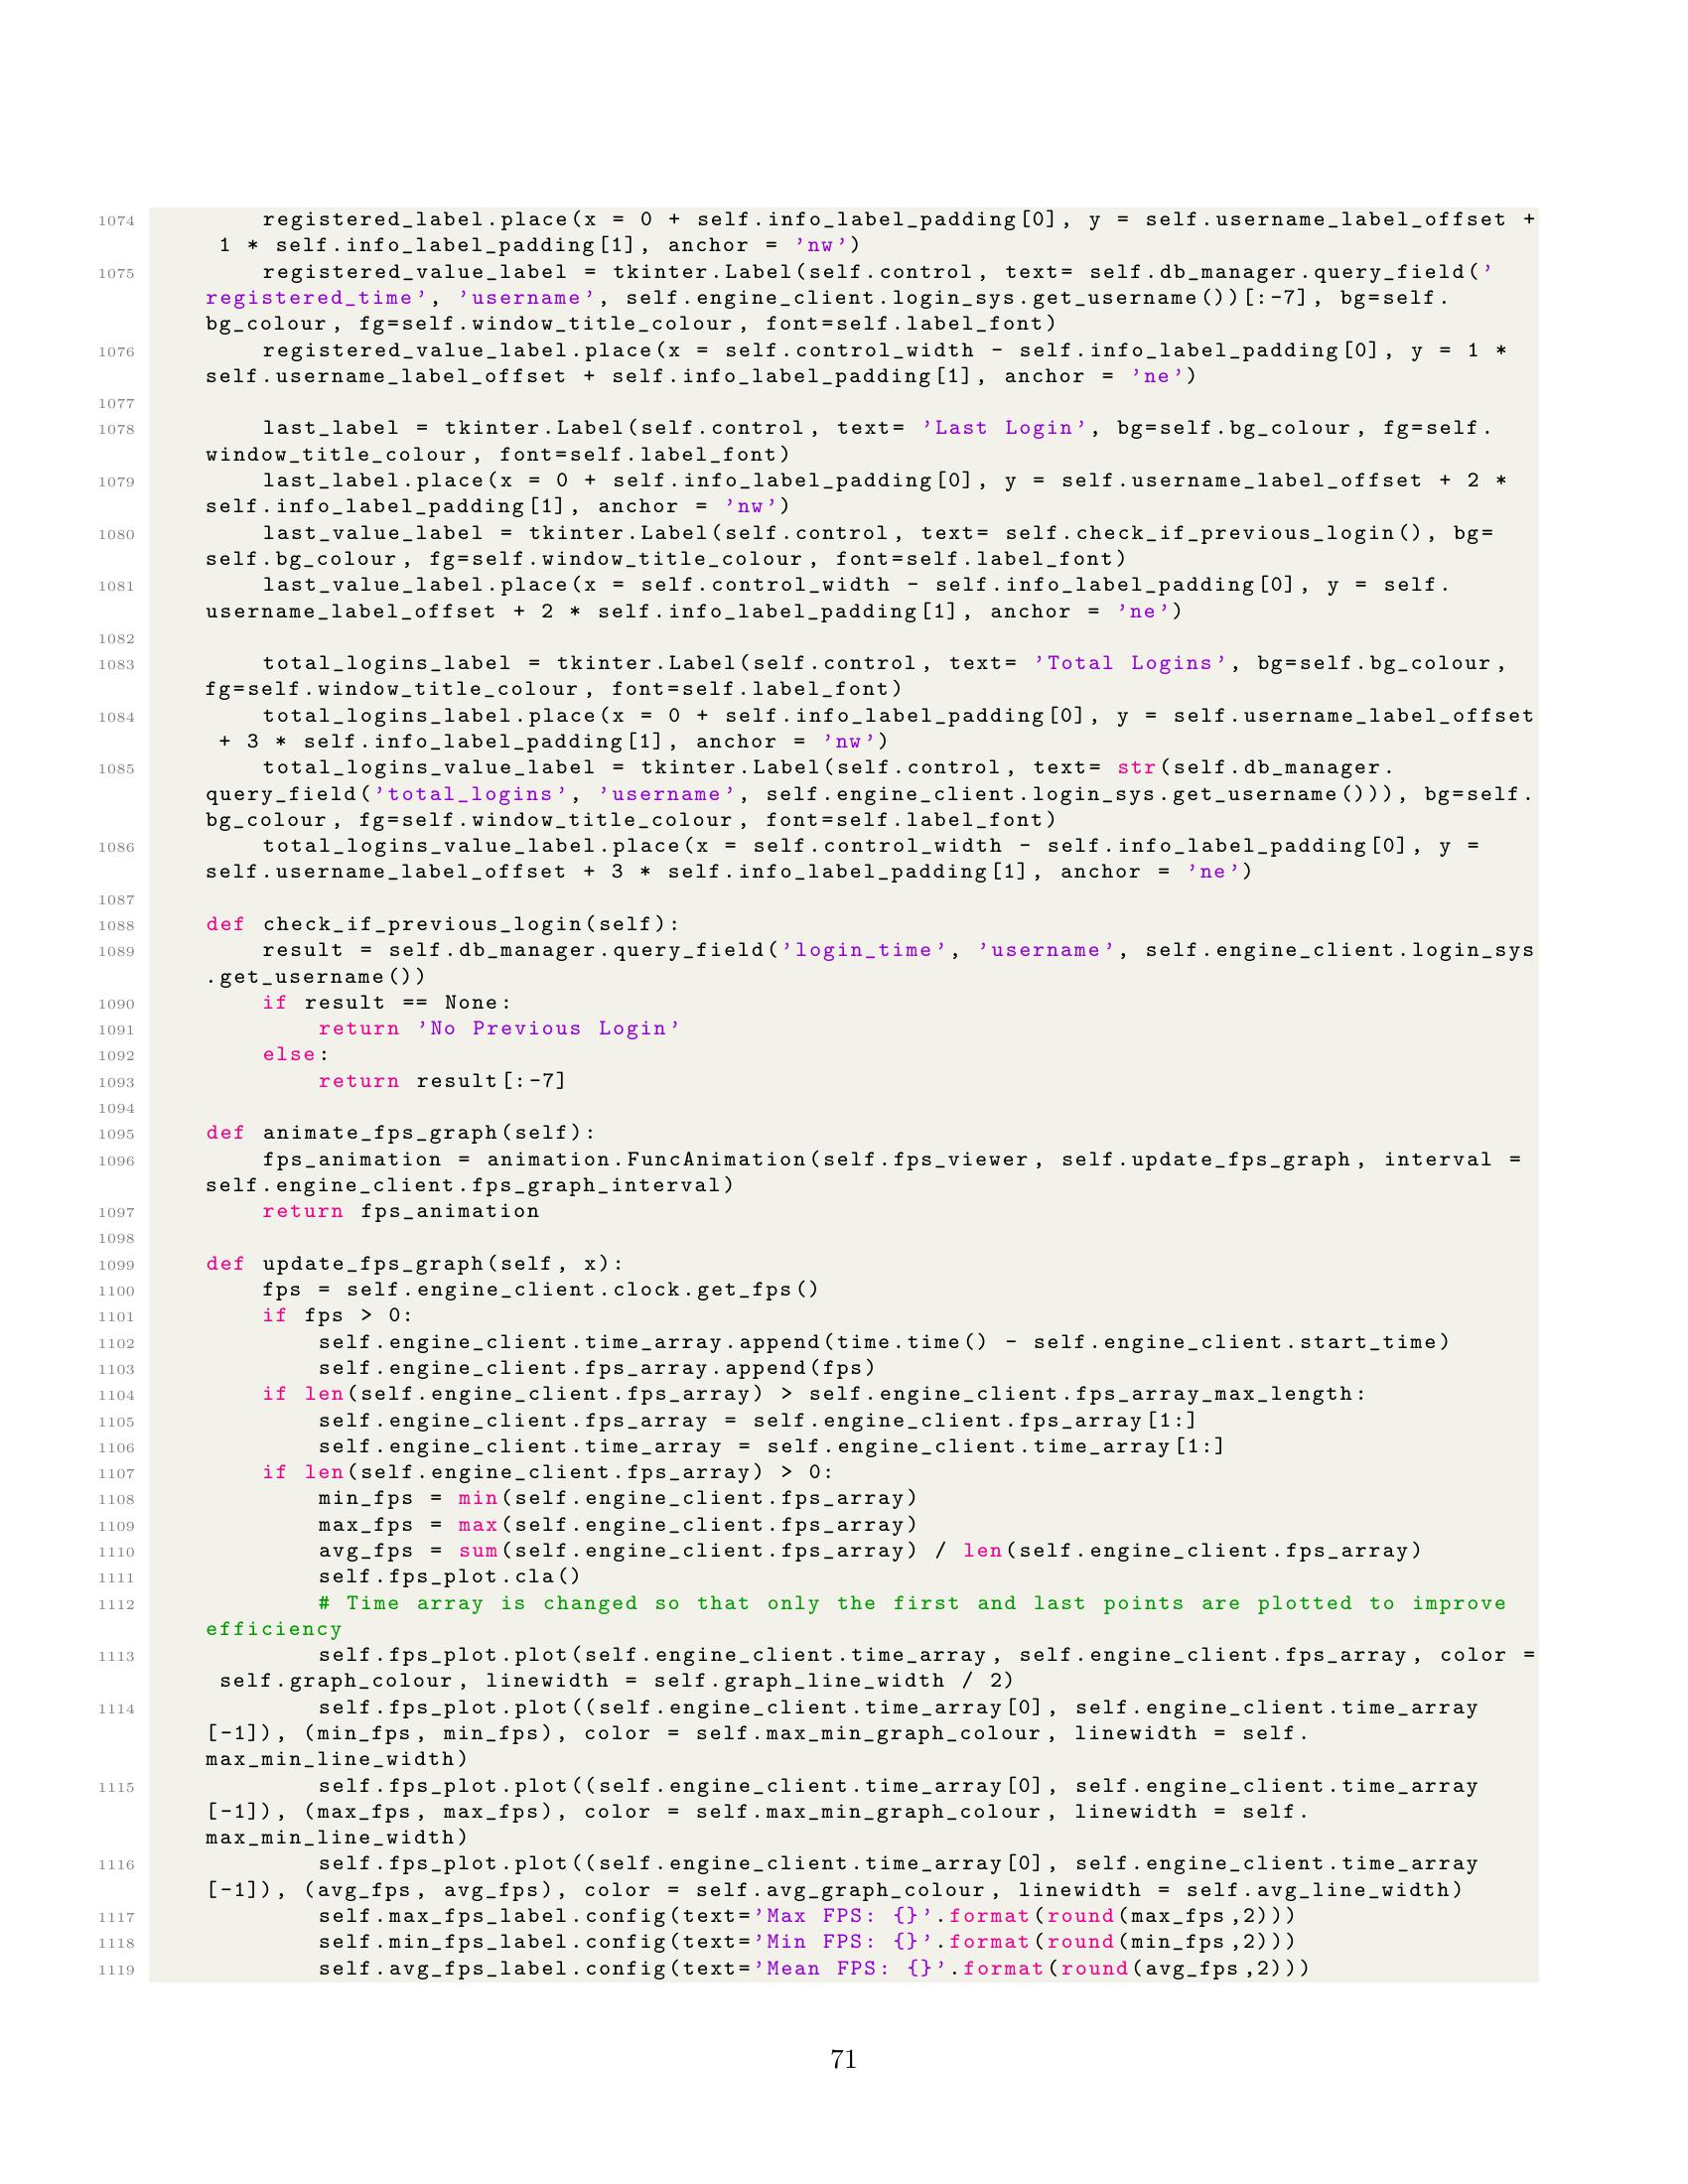 1074         registered_label.place(x = 0 + self.info_label_padding[0], y = self.username_label_offset +
     1 * self.info_label_padding[1], anchor = 'nw')
1075         registered_value_label = tkinter.Label(self.control, text= self.db_manager.query_field('
    registered_time', 'username', self.engine_client.login_sys.get_username())[:-7], bg=self.
    bg_colour, fg=self.window_title_colour, font=self.label_font)
1076         registered_value_label.place(x = self.control_width - self.info_label_padding[0], y = 1 *
    self.username_label_offset + self.info_label_padding[1], anchor = 'ne')
1077
1078         last_label = tkinter.Label(self.control, text= 'Last Login', bg=self.bg_colour, fg=self.
    window_title_colour, font=self.label_font)
1079         last_label.place(x = 0 + self.info_label_padding[0], y = self.username_label_offset + 2 *
    self.info_label_padding[1], anchor = 'nw')
1080         last_value_label = tkinter.Label(self.control, text= self.check_if_previous_login(), bg=
    self.bg_colour, fg=self.window_title_colour, font=self.label_font)
1081         last_value_label.place(x = self.control_width - self.info_label_padding[0], y = self.
    username_label_offset + 2 * self.info_label_padding[1], anchor = 'ne')
1082
1083         total_logins_label = tkinter.Label(self.control, text= 'Total Logins', bg=self.bg_colour,
    fg=self.window_title_colour, font=self.label_font)
1084         total_logins_label.place(x = 0 + self.info_label_padding[0], y = self.username_label_offset
     + 3 * self.info_label_padding[1], anchor = 'nw')
1085         total_logins_value_label = tkinter.Label(self.control, text= str(self.db_manager.
    query_field('total_logins', 'username', self.engine_client.login_sys.get_username())), bg=self.
    bg_colour, fg=self.window_title_colour, font=self.label_font)
1086         total_logins_value_label.place(x = self.control_width - self.info_label_padding[0], y =
    self.username_label_offset + 3 * self.info_label_padding[1], anchor = 'ne')
1087
1088     def check_if_previous_login(self):
1089         result = self.db_manager.query_field('login_time', 'username', self.engine_client.login_sys
    .get_username())
1090         if result == None:
1091             return 'No Previous Login'
1092         else:
1093             return result[:-7]
1094
1095     def animate_fps_graph(self):
1096         fps_animation = animation.FuncAnimation(self.fps_viewer, self.update_fps_graph, interval =
    self.engine_client.fps_graph_interval)
1097         return fps_animation
1098
1099     def update_fps_graph(self, x):
1100         fps = self.engine_client.clock.get_fps()
1101         if fps > 0:
1102             self.engine_client.time_array.append(time.time() - self.engine_client.start_time)
1103             self.engine_client.fps_array.append(fps)
1104         if len(self.engine_client.fps_array) > self.engine_client.fps_array_max_length:
1105             self.engine_client.fps_array = self.engine_client.fps_array[1:]
1106             self.engine_client.time_array = self.engine_client.time_array[1:]
1107         if len(self.engine_client.fps_array) > 0:
1108             min_fps = min(self.engine_client.fps_array)
1109             max_fps = max(self.engine_client.fps_array)
1110             avg_fps = sum(self.engine_client.fps_array) / len(self.engine_client.fps_array)
1111             self.fps_plot.cla()
1112             # Time array is changed so that only the first and last points are plotted to improve
    efficiency
1113             self.fps_plot.plot(self.engine_client.time_array, self.engine_client.fps_array, color =
     self.graph_colour, linewidth = self.graph_line_width / 2)
1114             self.fps_plot.plot((self.engine_client.time_array[0], self.engine_client.time_array
    [-1]), (min_fps, min_fps), color = self.max_min_graph_colour, linewidth = self.
    max_min_line_width)
1115             self.fps_plot.plot((self.engine_client.time_array[0], self.engine_client.time_array
    [-1]), (max_fps, max_fps), color = self.max_min_graph_colour, linewidth = self.
    max_min_line_width)
1116             self.fps_plot.plot((self.engine_client.time_array[0], self.engine_client.time_array
    [-1]), (avg_fps, avg_fps), color = self.avg_graph_colour, linewidth = self.avg_line_width)
1117             self.max_fps_label.config(text='Max FPS: {}'.format(round(max_fps,2)))
1118             self.min_fps_label.config(text='Min FPS: {}'.format(round(min_fps,2)))
1119             self.avg_fps_label.config(text='Mean FPS: {}'.format(round(avg_fps,2)))
71